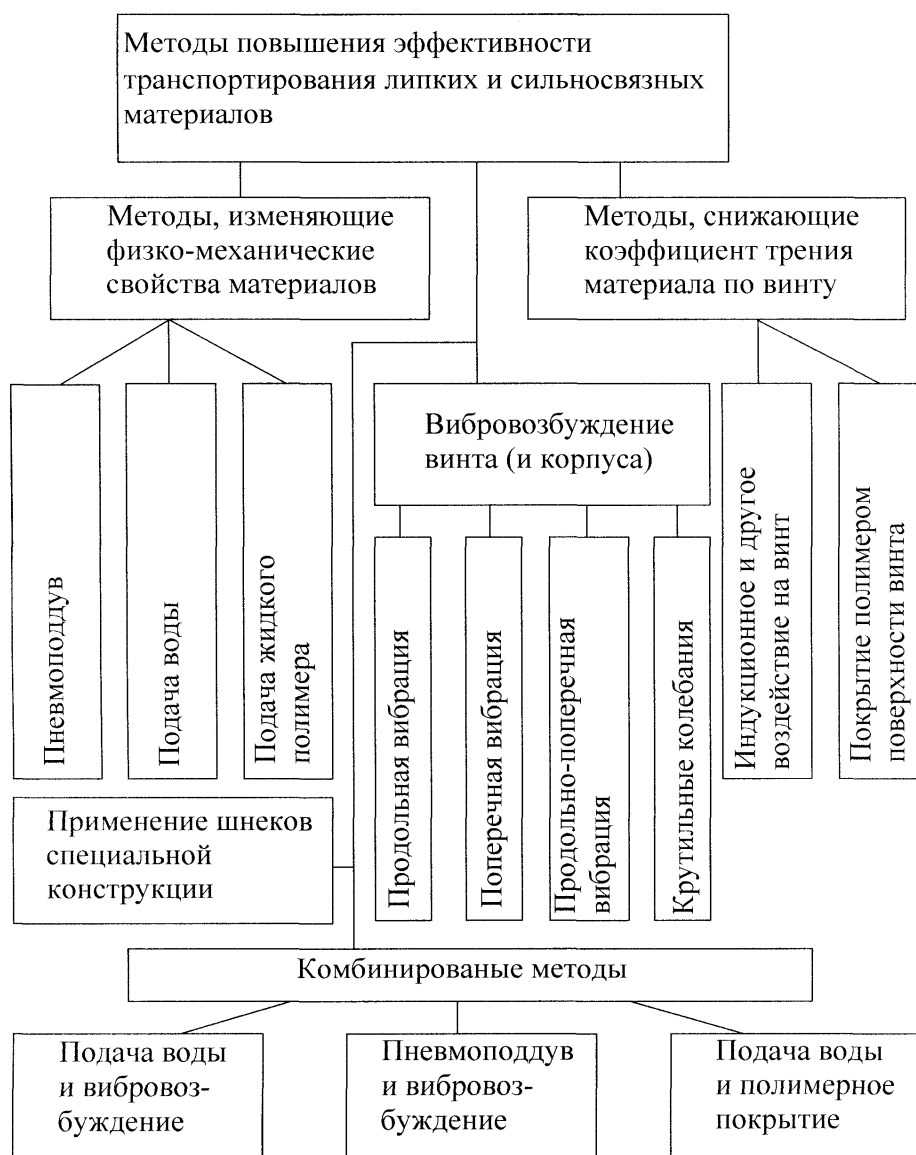 Методы повышения эффективности
транспортирования липких и сильносвязных
материалов
Методы, изменяющие
физко-механические
свойства материалов
Методы, снижающие
коэффициент трения
материала по винту
Пневмоподдув
Подача воды
Подача жидкого
полимера
Вибровозбуждение
винта (и корпуса)
Продольная вибрация
Поперечная вибрация
Продольно-поперечная
вибрация
Крутильные колебания
Индукционное и другое
воздействие на винт
Покрытие полимером
поверхности винта
Применение шнеков
специальной
конструкции
Комбинированые методы
Подача воды
и вибровоз-
буждение
Пневмоподдув
и вибровоз-
буждение
Подача воды
и полимерное
покрытие